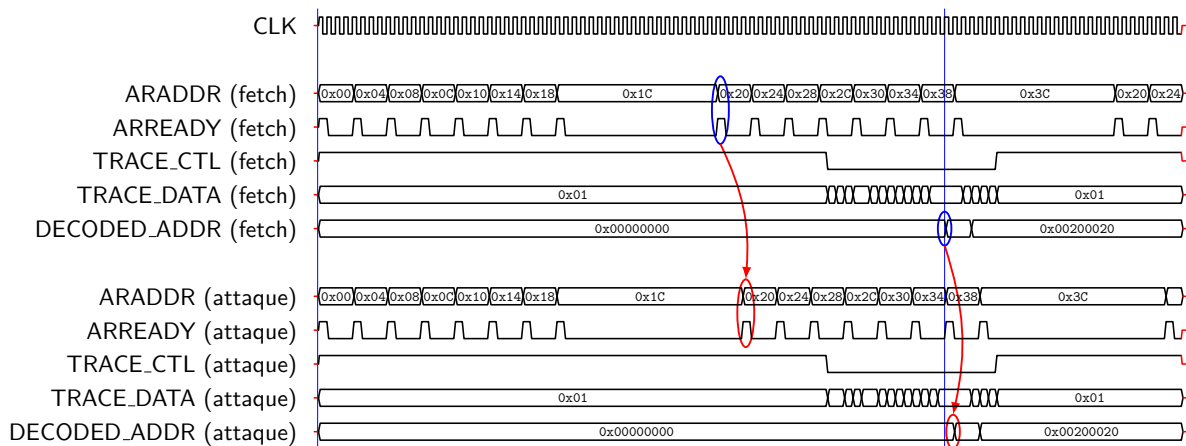 CLK
ARADDR (fetch) 0x00 0x04 0x08 0x0C 0x10 0x14 0x18 0x1C 0x20 0x24 0x28 0x2C 0x30 0x34 0x38 0x3C 0x20 0x24
ARREADY (fetch)
TRACE_CTL (fetch)
TRACE_DATA (fetch) 0x01 0x01
DECODED_ADDR (fetch) 0x00000000 0x00200020
ARADDR (attaque) 0x00 0x04 0x08 0x0C 0x10 0x14 0x18 0x1C 0x20 0x24 0x28 0x2C 0x30 0x34 0x38 0x3C
ARREADY (attaque)
TRACE_CTL (attaque)
TRACE_DATA (attaque) 0x01 0x01
DECODED_ADDR (attaque) 0x00000000 0x00200020